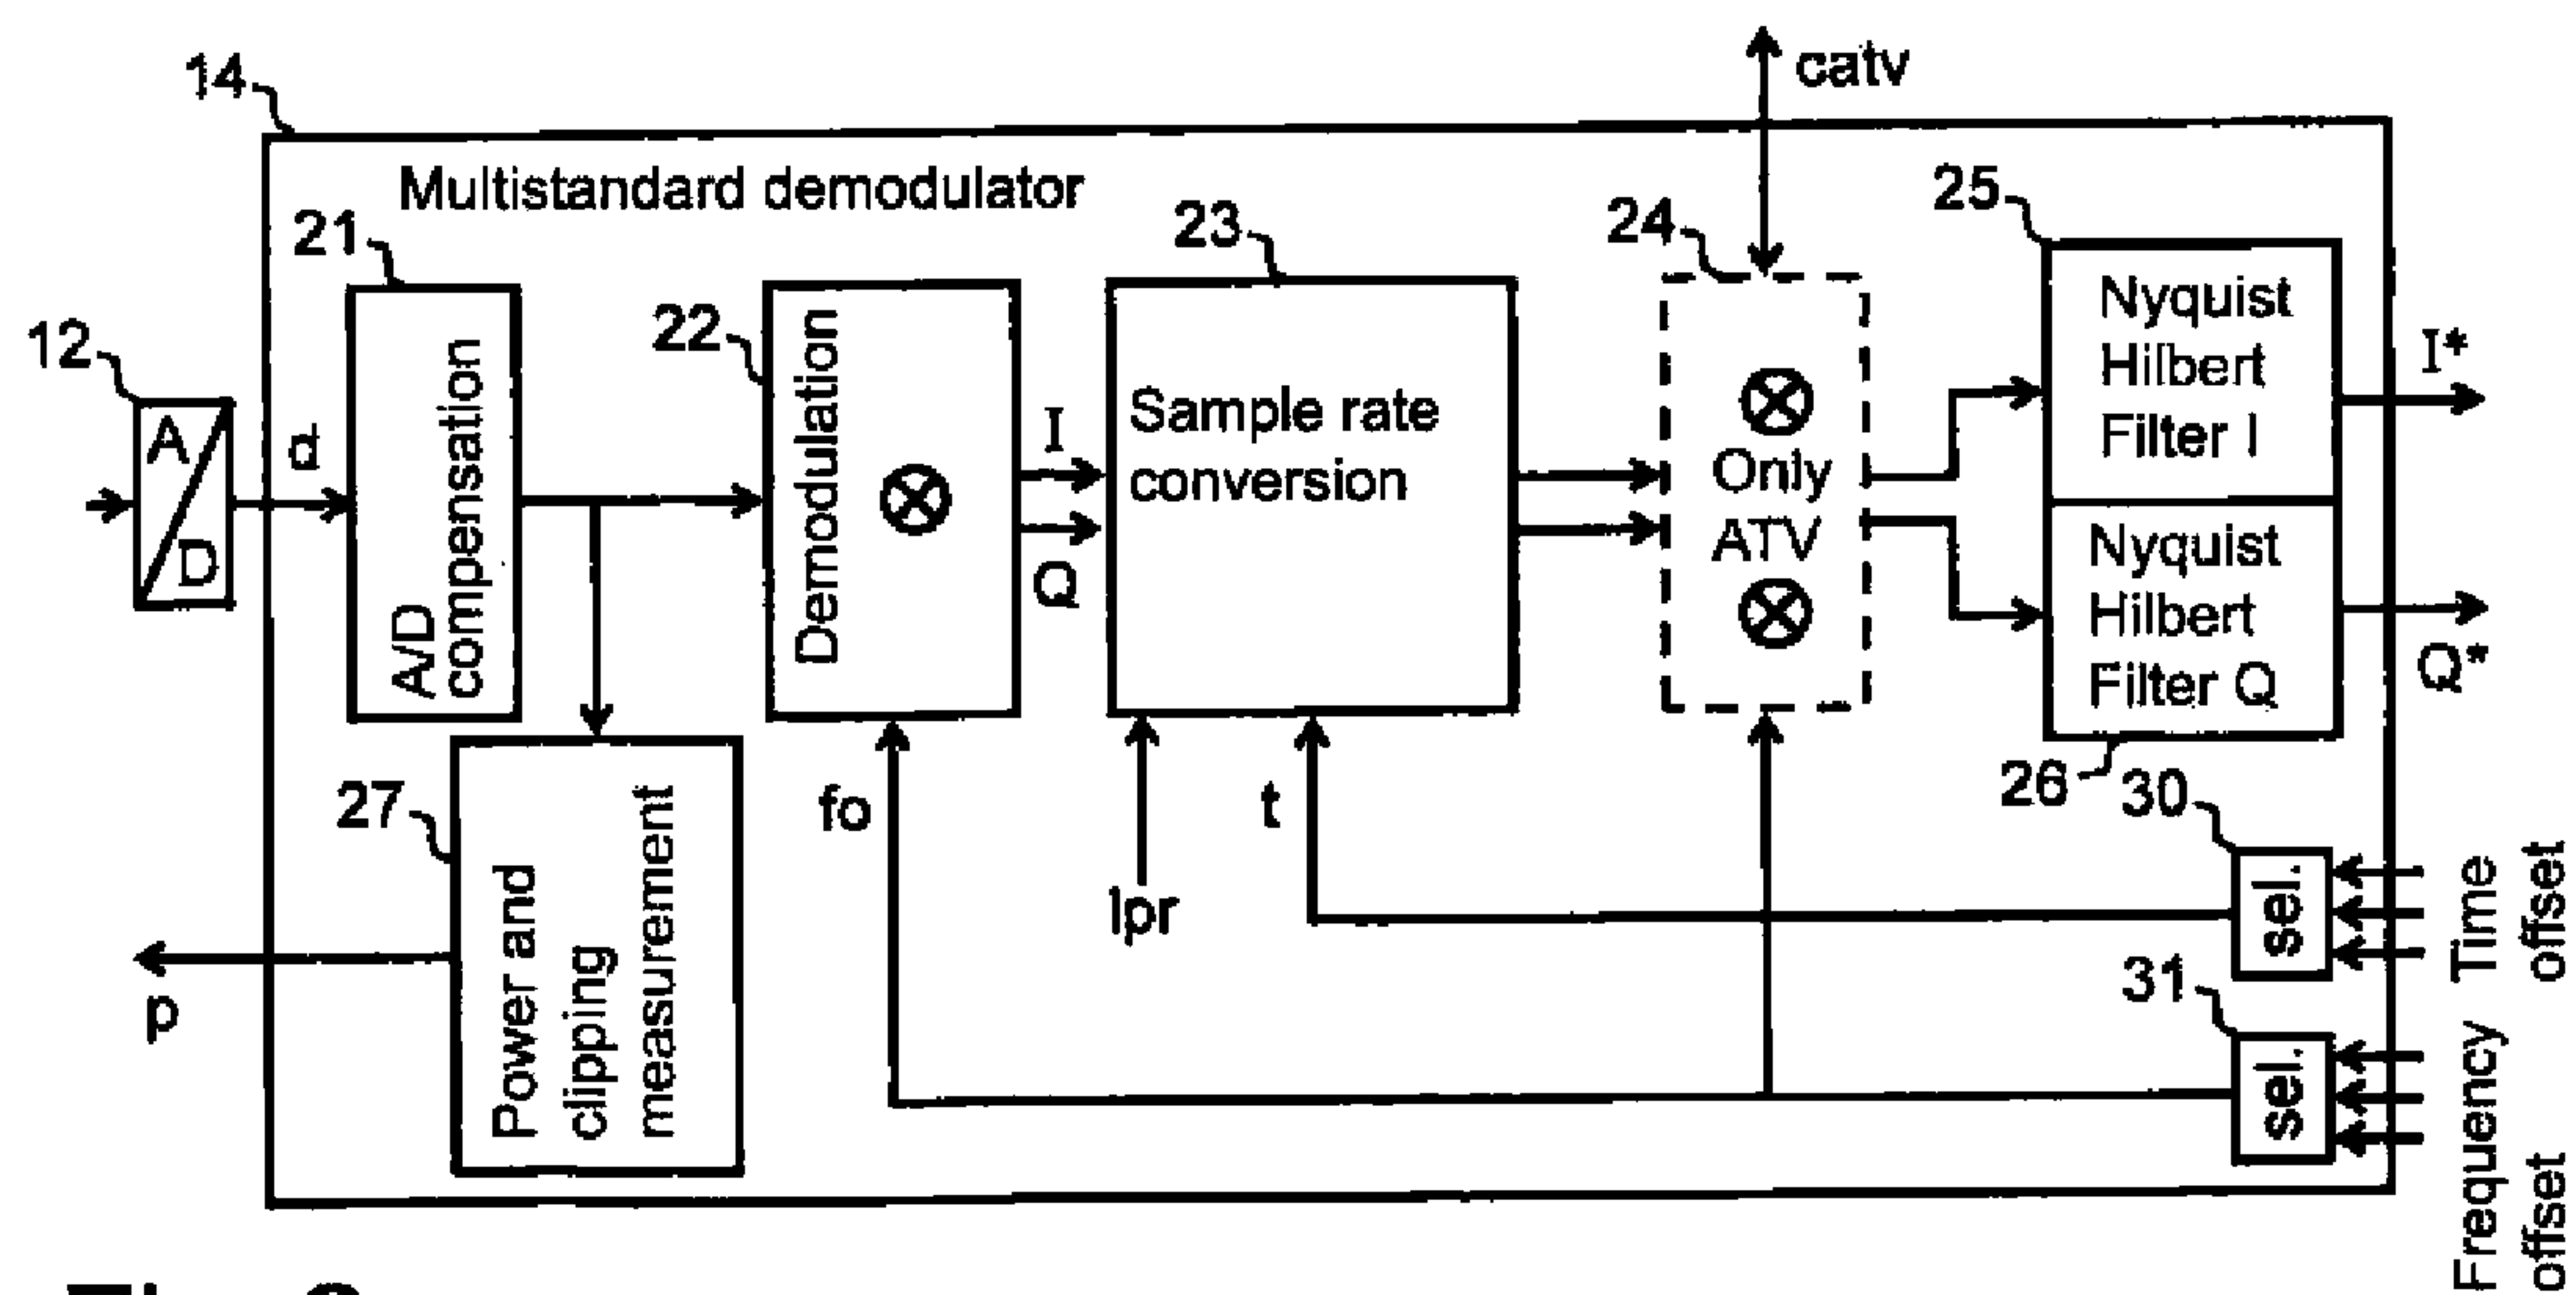 14
catv
Multistandard demodulator
12
A
D
d
21
A/D
compensation
22
Demodulation
I
Q
23
Sample rate
conversion
24
Only
ATV
25
Nyquist
Hilbert
Filter I
I*
Nyquist
Hilbert
Filter Q
Q*
26
27
Power and
clipping
measurement
p
fo
lpr
t
30
sel.
Time
offset
31
sel.
Frequency
offset